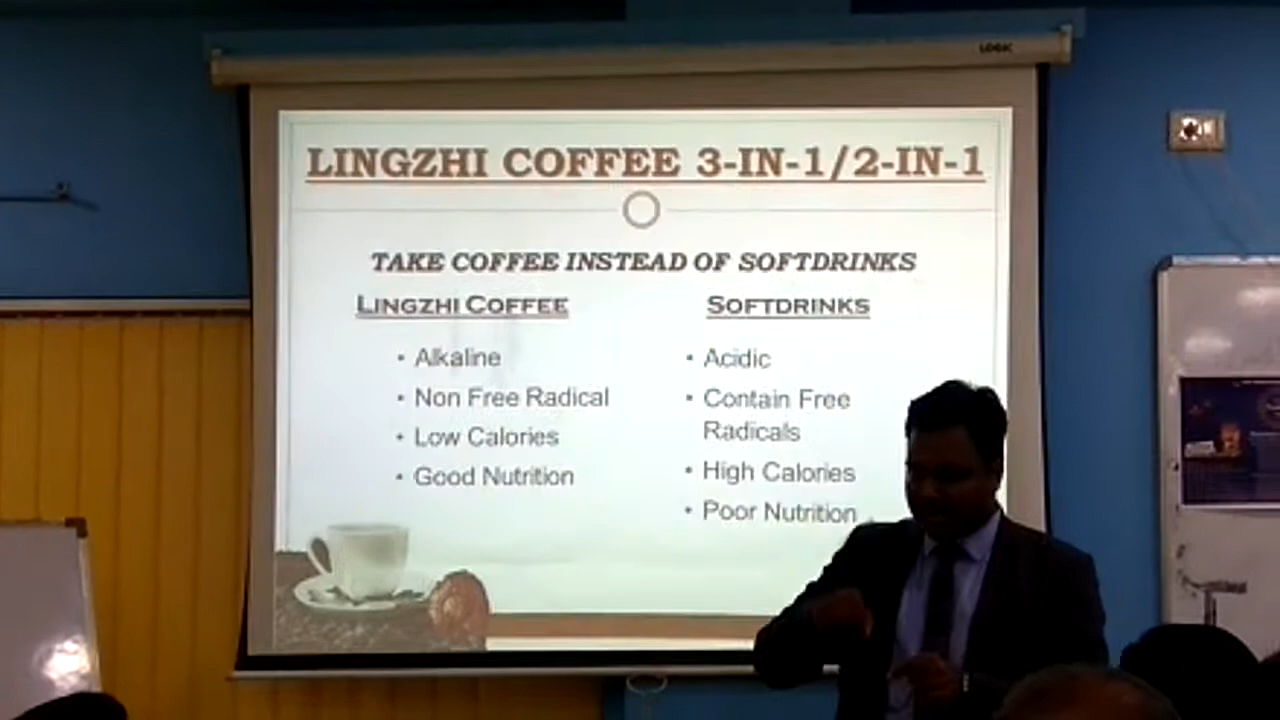 LOGIC
LINGZHI COFFEE 3-IN-1/2-IN-1
TAKE COFFEE INSTEAD OF SOFTDRINKS
LINGZHI COFFEE
• Alkaline
• Non Free Radical
• Low Calories
• Good Nutrition
SOFTDRINKS
• Acidic
• Contain Free
Radicals
• High Calories
• Poor Nutrition